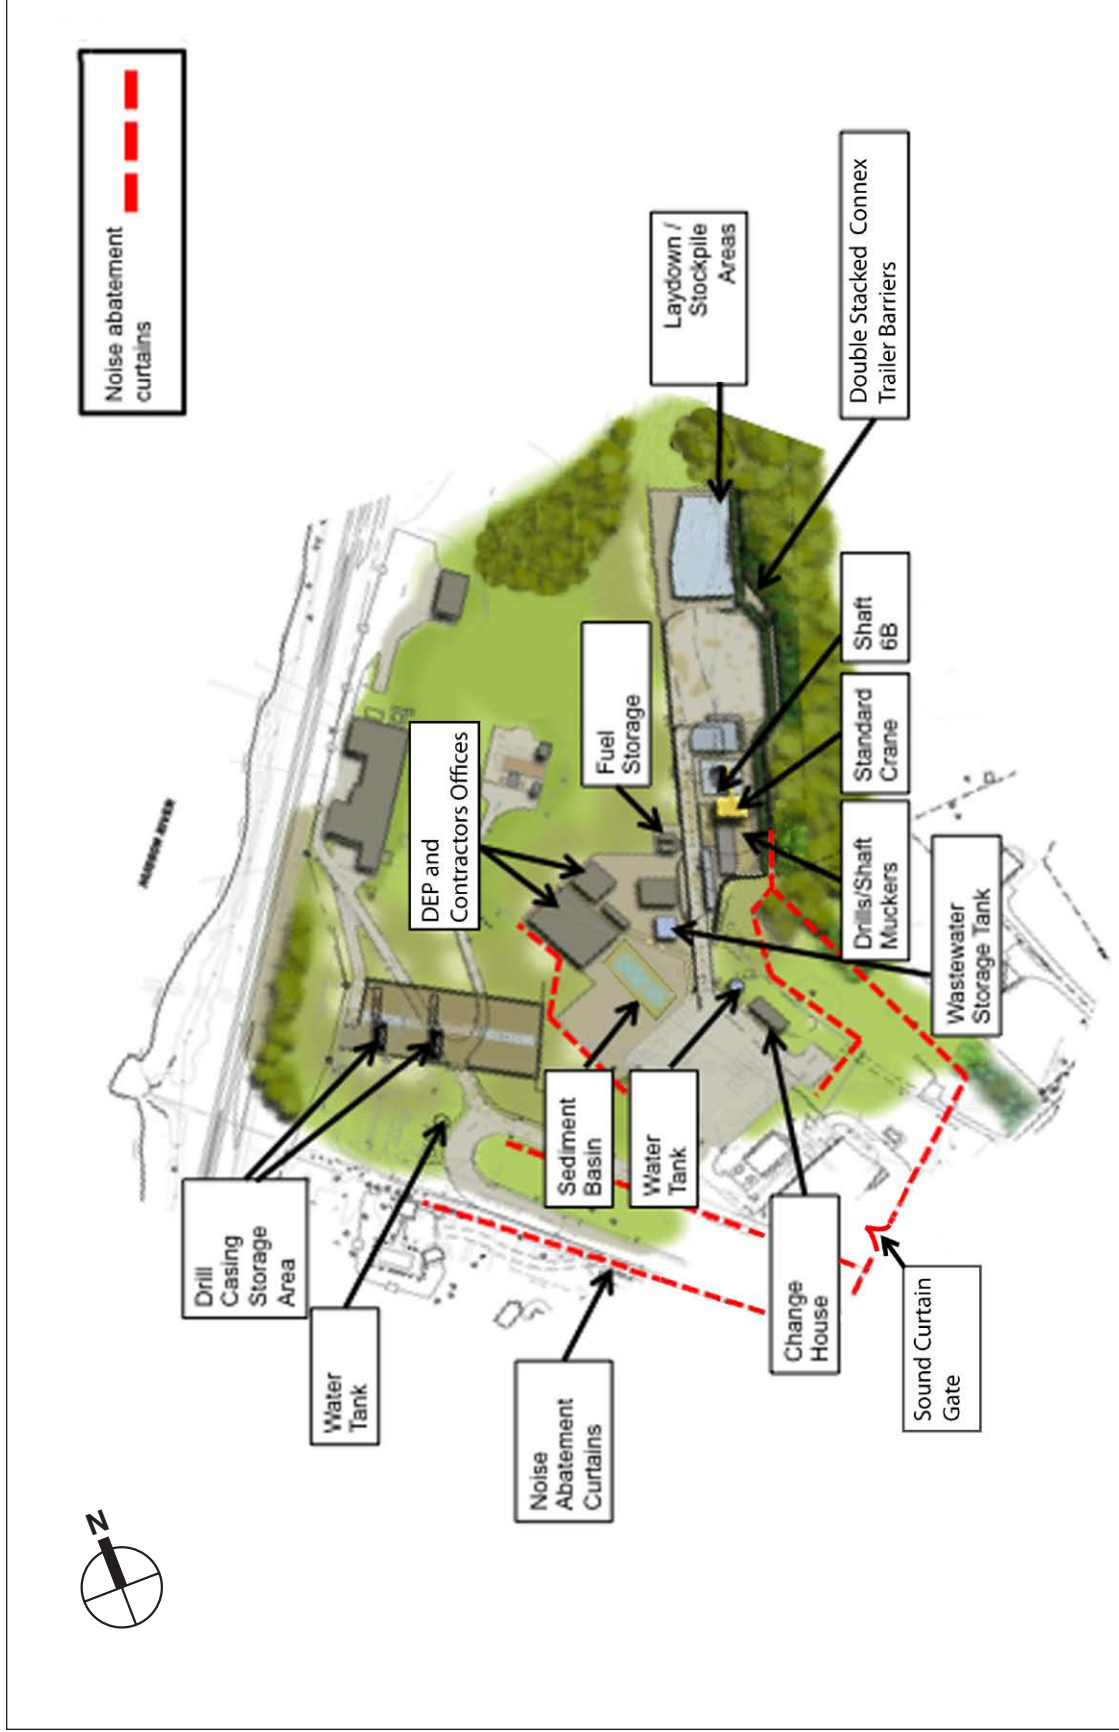 Noise abatement
curtains
HUDSON RIVER
N
Drill
Casing
Storage
Area
Water
Tank
Noise
Abatement
Curtains
DEP and
Contractors Offices
Fuel
Storage
Laydown /
Stockpile
Areas
Double Stacked Connex
Trailer Barriers
Shaft
6B
Standard
Crane
Drills/Shaft
Muckers
Wastewater
Storage Tank
Sediment
Basin
Water
Tank
Change
House
Sound Curtain
Gate